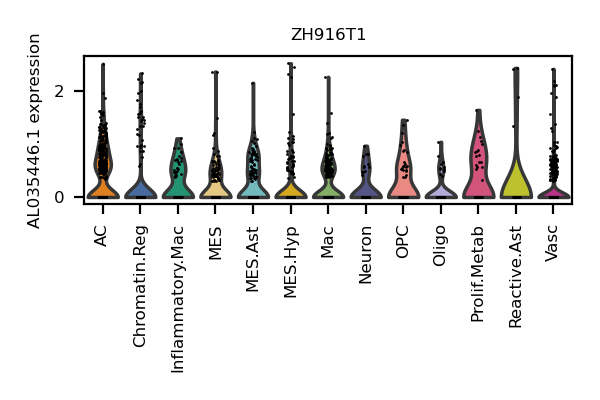 ZH916T1
AL035446.1 expression
2
0
AC
Chromatin.Reg
Inflammatory.Mac
MES
MES.Ast
MES.Hyp
Mac
Neuron
OPC
Oligo
Prolif.Metab
Reactive.Ast
Vasc